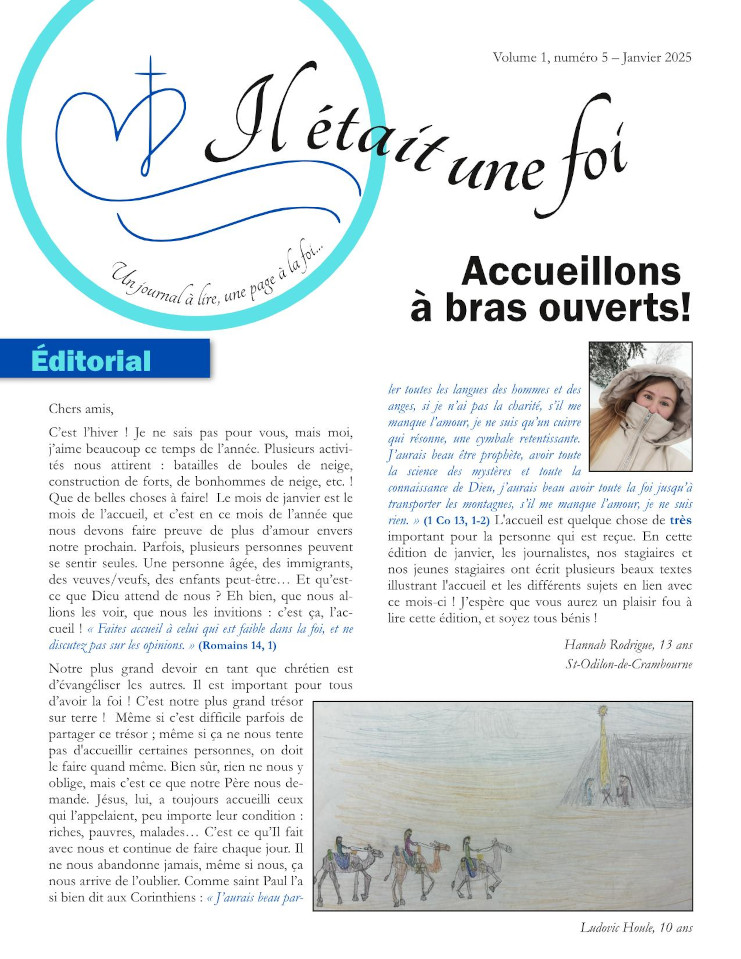 Volume 1, numéro 5 – Janvier 2025
Il était une foi
Un journal à lire, une page à la foi...
Accueillons
à bras ouverts!
Éditorial
Chers amis,
C'est l'hiver ! Je ne sais pas pour vous, mais moi,
j'aime beaucoup ce temps de l'année. Plusieurs activi-
tés nous attirent : batailles de boules de neige,
construction de forts, de bonhommes de neige, etc. !
Que de belles choses à faire! Le mois de janvier est le
mois de l'accueil, et c'est en ce mois de l'année que
nous devons faire preuve de plus d'amour envers
notre prochain. Parfois, plusieurs personnes peuvent
se sentir seules. Une personne âgée, des immigrants,
des veuves/veufs, des enfants peut-être… Et qu'est-
ce que Dieu attend de nous ? Eh bien, que nous al-
lions les voir, que nous les invitions : c'est ça, l'ac-
cueil ! « Faites accueil à celui qui est faible dans la foi, et ne
discutez pas sur les opinions. » (Romains 14, 1)
Notre plus grand devoir en tant que chrétien est
d'évangéliser les autres. Il est important pour tous
d'avoir la foi ! C'est notre plus grand trésor
sur terre ! Même si c'est difficile parfois de
partager ce trésor ; même si ça ne nous tente
pas d'accueillir certaines personnes, on doit
le faire quand même. Bien sûr, rien ne nous y
oblige, mais c'est ce que notre Père nous de-
mande. Jésus, lui, a toujours accueilli ceux
qui l'appelaient, peu importe leur condition :
riches, pauvres, malades… C'est ce qu'Il fait
avec nous et continue de faire chaque jour. Il
ne nous abandonne jamais, même si nous, ça
nous arrive de l'oublier. Comme saint Paul l'a
si bien dit aux Corinthiens : « J'aurais beau par-
ler toutes les langues des hommes et des
anges, si je n'ai pas la charité, s'il me
manque l'amour, je ne suis qu'un cuivre
qui résonne, une cymbale retentissante.
J'aurais beau être prophète, avoir toute
la science des mystères et toute la
connaissance de Dieu, j'aurais beau avoir toute la foi jusqu'à
transporter les montagnes, s'il me manque l'amour, je ne suis
rien. » (1 Co 13, 1-2) L'accueil est quelque chose de très
important pour la personne qui est reçue. En cette
édition de janvier, les journalistes, nos stagiaires et
nos jeunes stagiaires ont écrit plusieurs beaux textes
illustrant l'accueil et les différents sujets en lien avec
ce mois-ci ! J'espère que vous aurez un plaisir fou à
lire cette édition, et soyez tous bénis !
Hannah Rodrigue, 13 ans
St-Odilon-de-Crambourne
Ludovic Houle, 10 ans